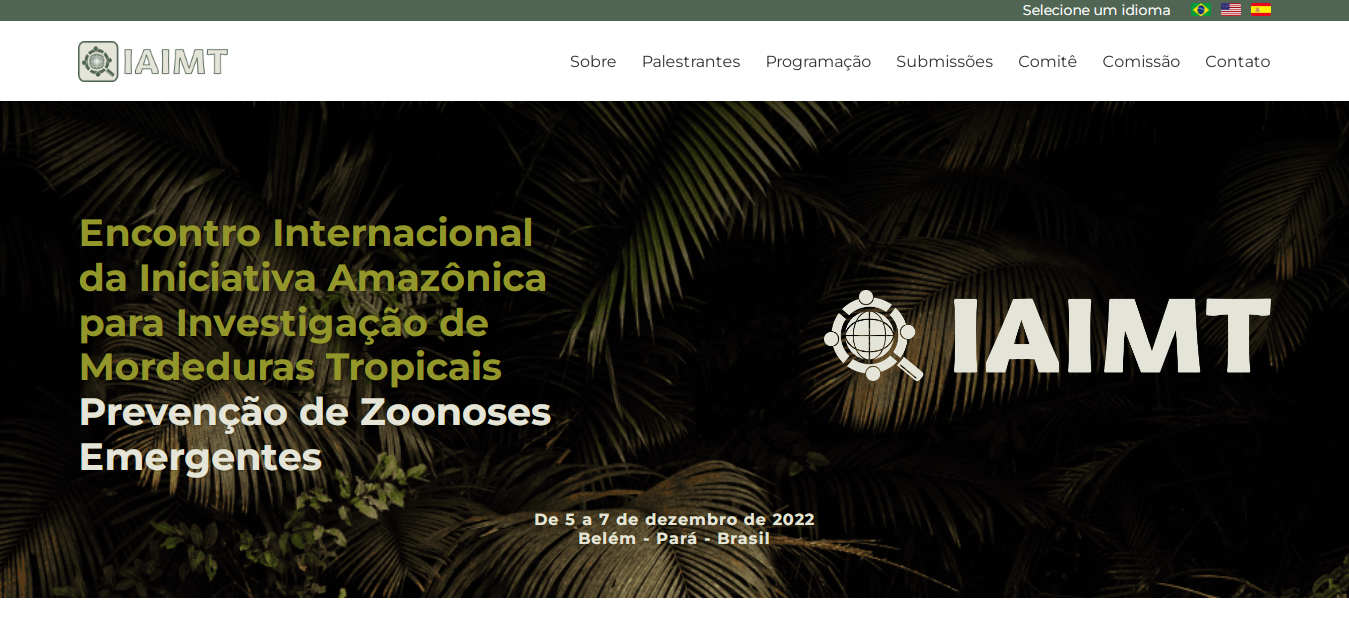 Selecione um idioma
IAIMT
Sobre Palestrantes Programação Submissões Comitê Comissão Contato
Encontro Internacional
da Iniciativa Amazônica
para Investigação de
Mordeduras Tropicais
Prevenção de Zoonoses
Emergentes
IAIMT
De 5 a 7 de dezembro de 2022
Belém - Pará - Brasil